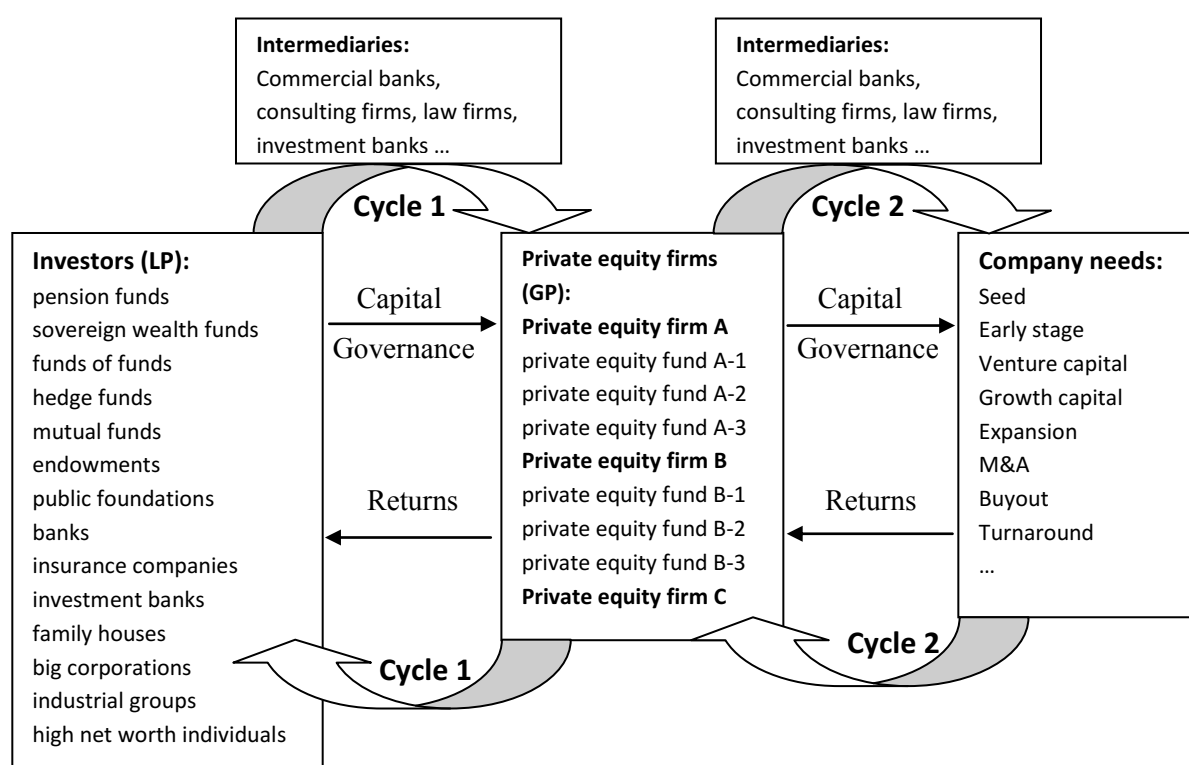 Intermediaries:
Commercial banks,
consulting firms, law firms,
investment banks …
Intermediaries:
Commercial banks,
consulting firms, law firms,
investment banks …
Cycle 1
Cycle 2
Investors (LP):
pension funds
sovereign wealth funds
funds of funds
hedge funds
mutual funds
endowments
public foundations
banks
insurance companies
investment banks
family houses
big corporations
industrial groups
high net worth individuals
Capital
Governance
Returns
Private equity firms
(GP):
Private equity firm A
private equity fund A-1
private equity fund A-2
private equity fund A-3
Private equity firm B
private equity fund B-1
private equity fund B-2
private equity fund B-3
Private equity firm C
Capital
Governance
Returns
Company needs:
Seed
Early stage
Venture capital
Growth capital
Expansion
M&A
Buyout
Turnaround
…
Cycle 1
Cycle 2